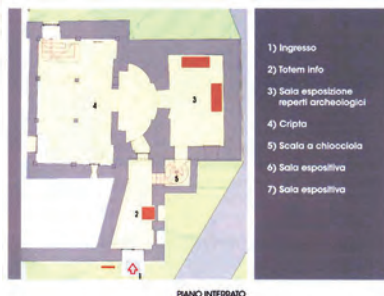 4
3
5
2
1
1) Ingresso
2) Totem info
3) Sala esposizione
reperti archeologici
4) Cripta
5) Scala a chiocciola
6) Sala espositiva
7) Sala espositiva
PIANO INTERRATO